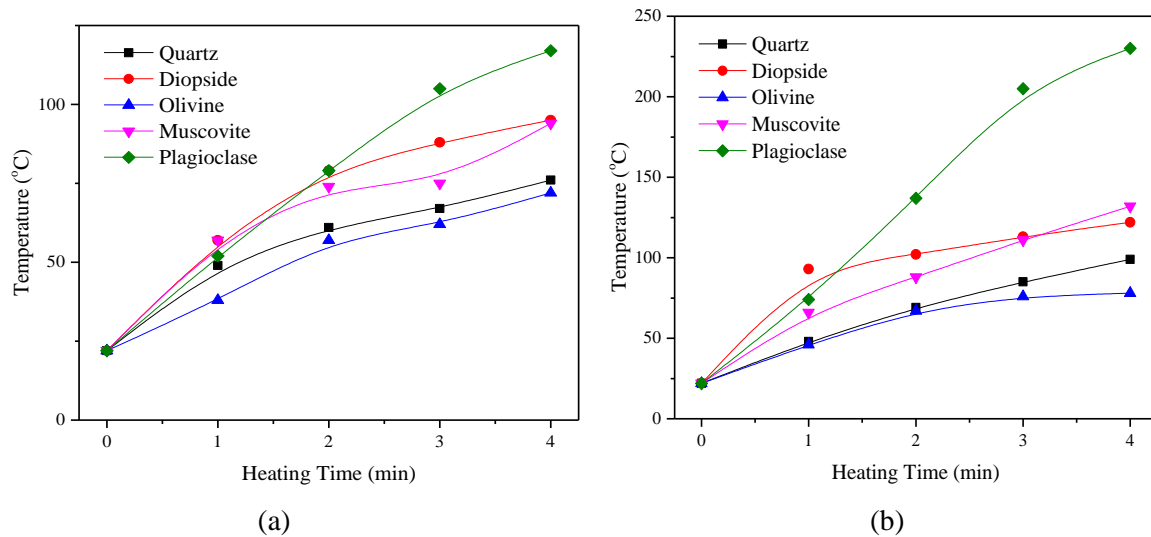 Quartz
Diopside
Olivine
Muscovite
Plagioclase
100
50
0
Temperature (°C)
0 1 2 3 4
Heating Time (min)
(a)
250
200
150
100
50
0
Quartz
Diopside
Olivine
Muscovite
Plagioclase
Temperature (°C)
0 1 2 3 4
Heating Time (min)
(b)